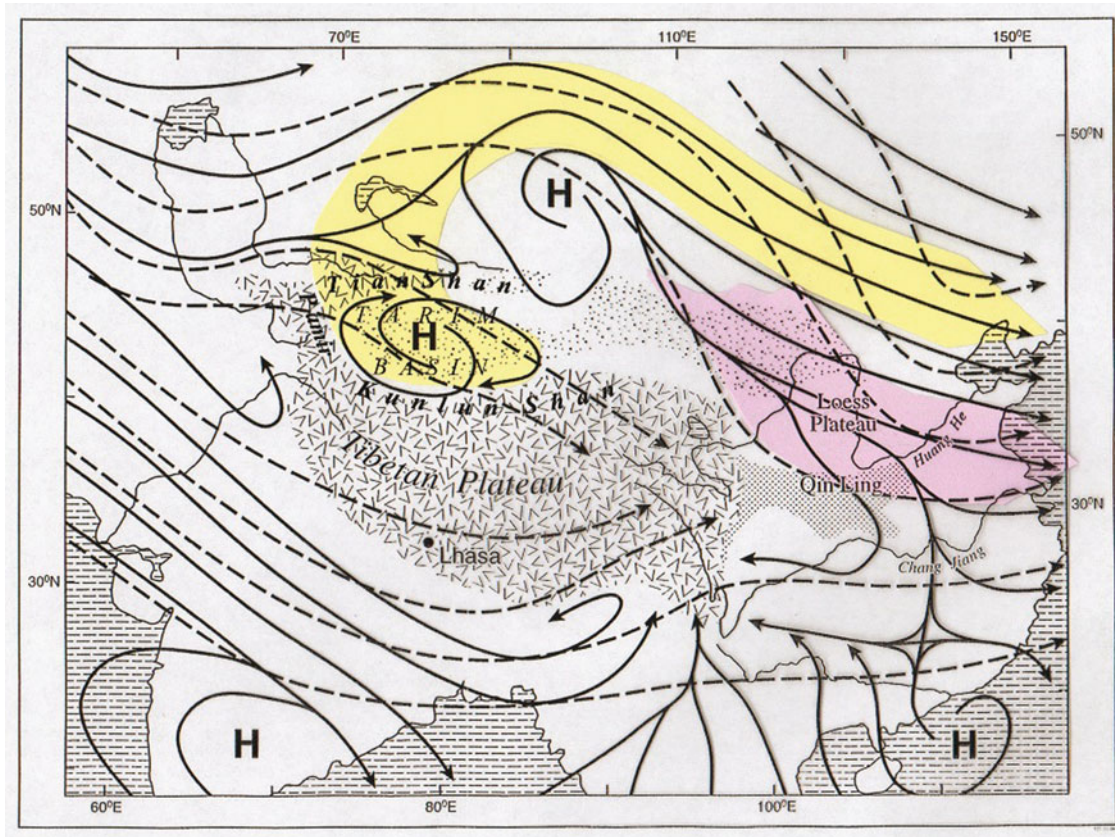 70°E 110°E 150°E
50°N
50°N
H
Tian Shan
Pamir
TARIM
H
BASIN
Kunlun Shan
Loess
Plateau
Huang He
Tibetan Plateau
Qin Ling
30°N
Lhasa
Chang Jiang
30°N
H
H
60°E 80°E 100°E